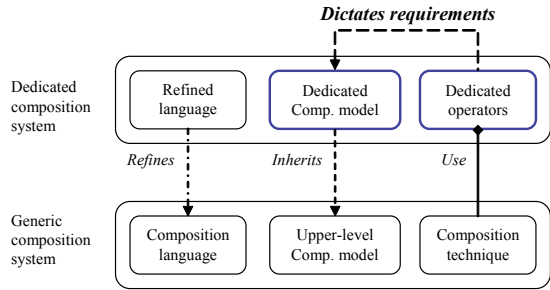 Dictates requirements
Dedicated
composition
system
Refined
language
Dedicated
Comp. model
Dedicated
operators
Refines
Inherits
Use
Generic
composition
system
Composition
language
Upper-level
Comp. model
Composition
technique